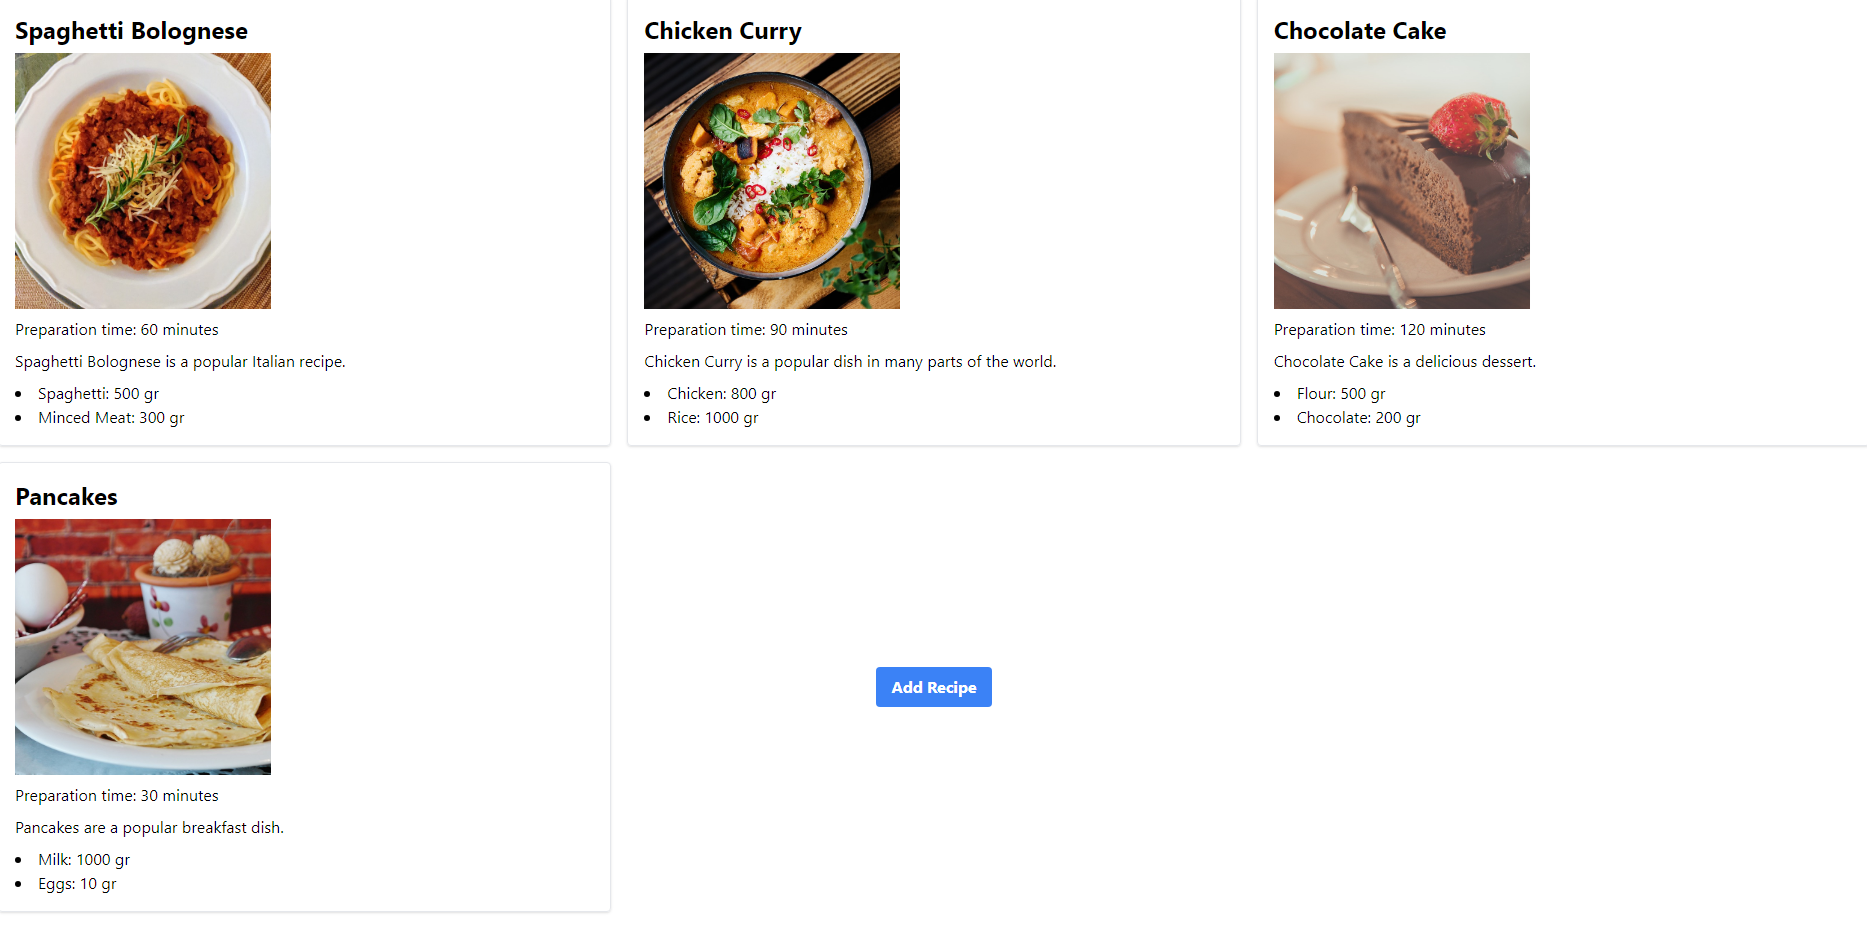 Spaghetti Bolognese
Preparation time: 60 minutes
Spaghetti Bolognese is a popular Italian recipe.
Spaghetti: 500 gr
Minced Meat: 300 gr
Chicken Curry
Preparation time: 90 minutes
Chicken Curry is a popular dish in many parts of the world.
Chicken: 800 gr
Rice: 1000 gr
Chocolate Cake
Preparation time: 120 minutes
Chocolate Cake is a delicious dessert.
Flour: 500 gr
Chocolate: 200 gr
Pancakes
Preparation time: 30 minutes
Pancakes are a popular breakfast dish.
Milk: 1000 gr
Eggs: 10 gr
Add Recipe